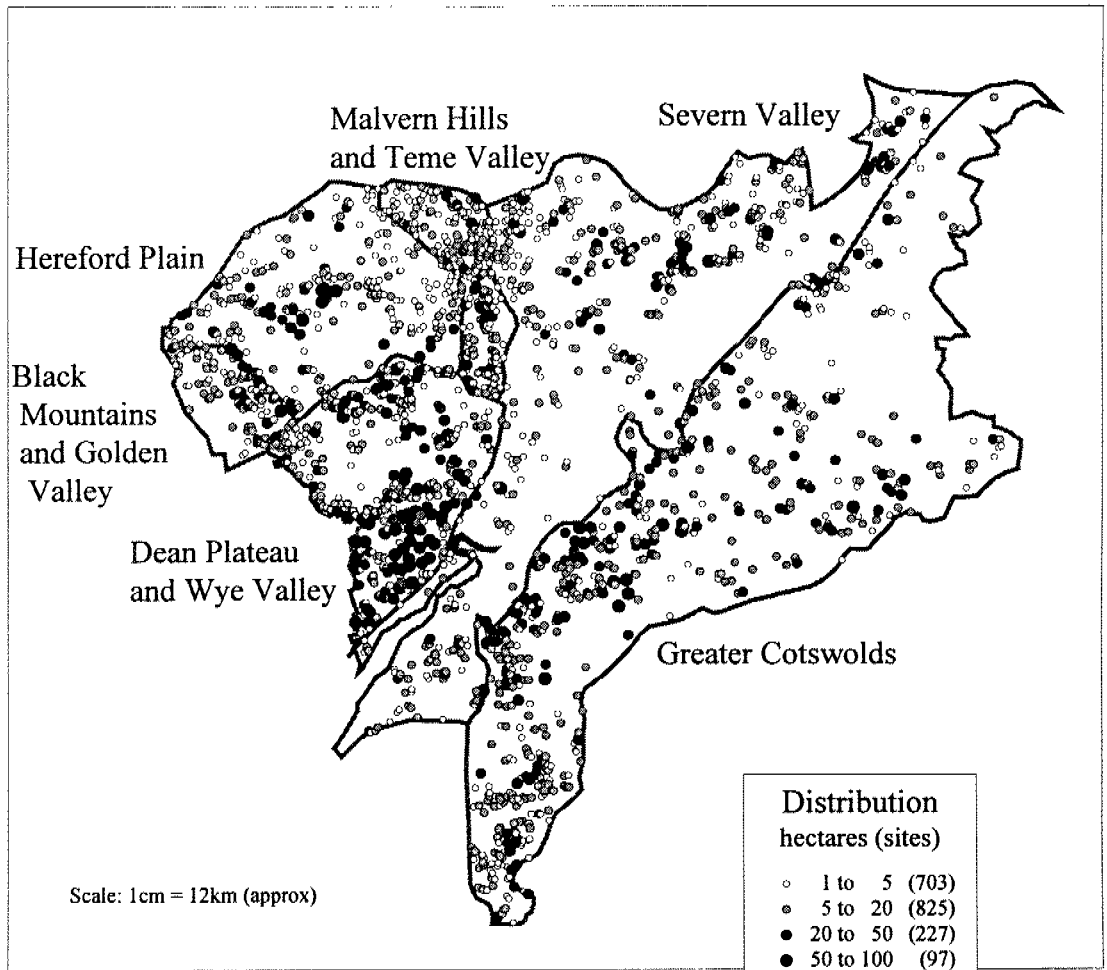 Malvern Hills
and Teme Valley
Severn Valley
Hereford Plain
Black
Mountains
and Golden
Valley
Dean Plateau
and Wye Valley
Greater Cotswolds
Scale: 1cm = 12km (approx)
Distribution
hectares (sites)
1 to 5 (703)
5 to 20 (825)
20 to 50 (227)
50 to 100 (97)